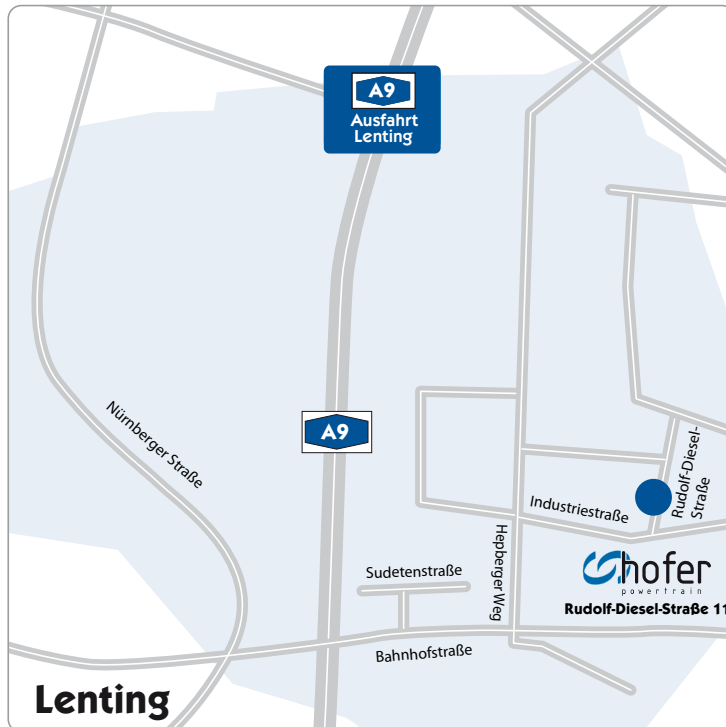 A9
Ausfahrt
Lenting
Nürnberger Straße
A9
Rudolf-Diesel-
Straße
Industriestraße
Hepberger Weg
Sudetenstraße
hofer
powertrain
Rudolf-Diesel-Straße 11
Bahnhofstraße
Lenting